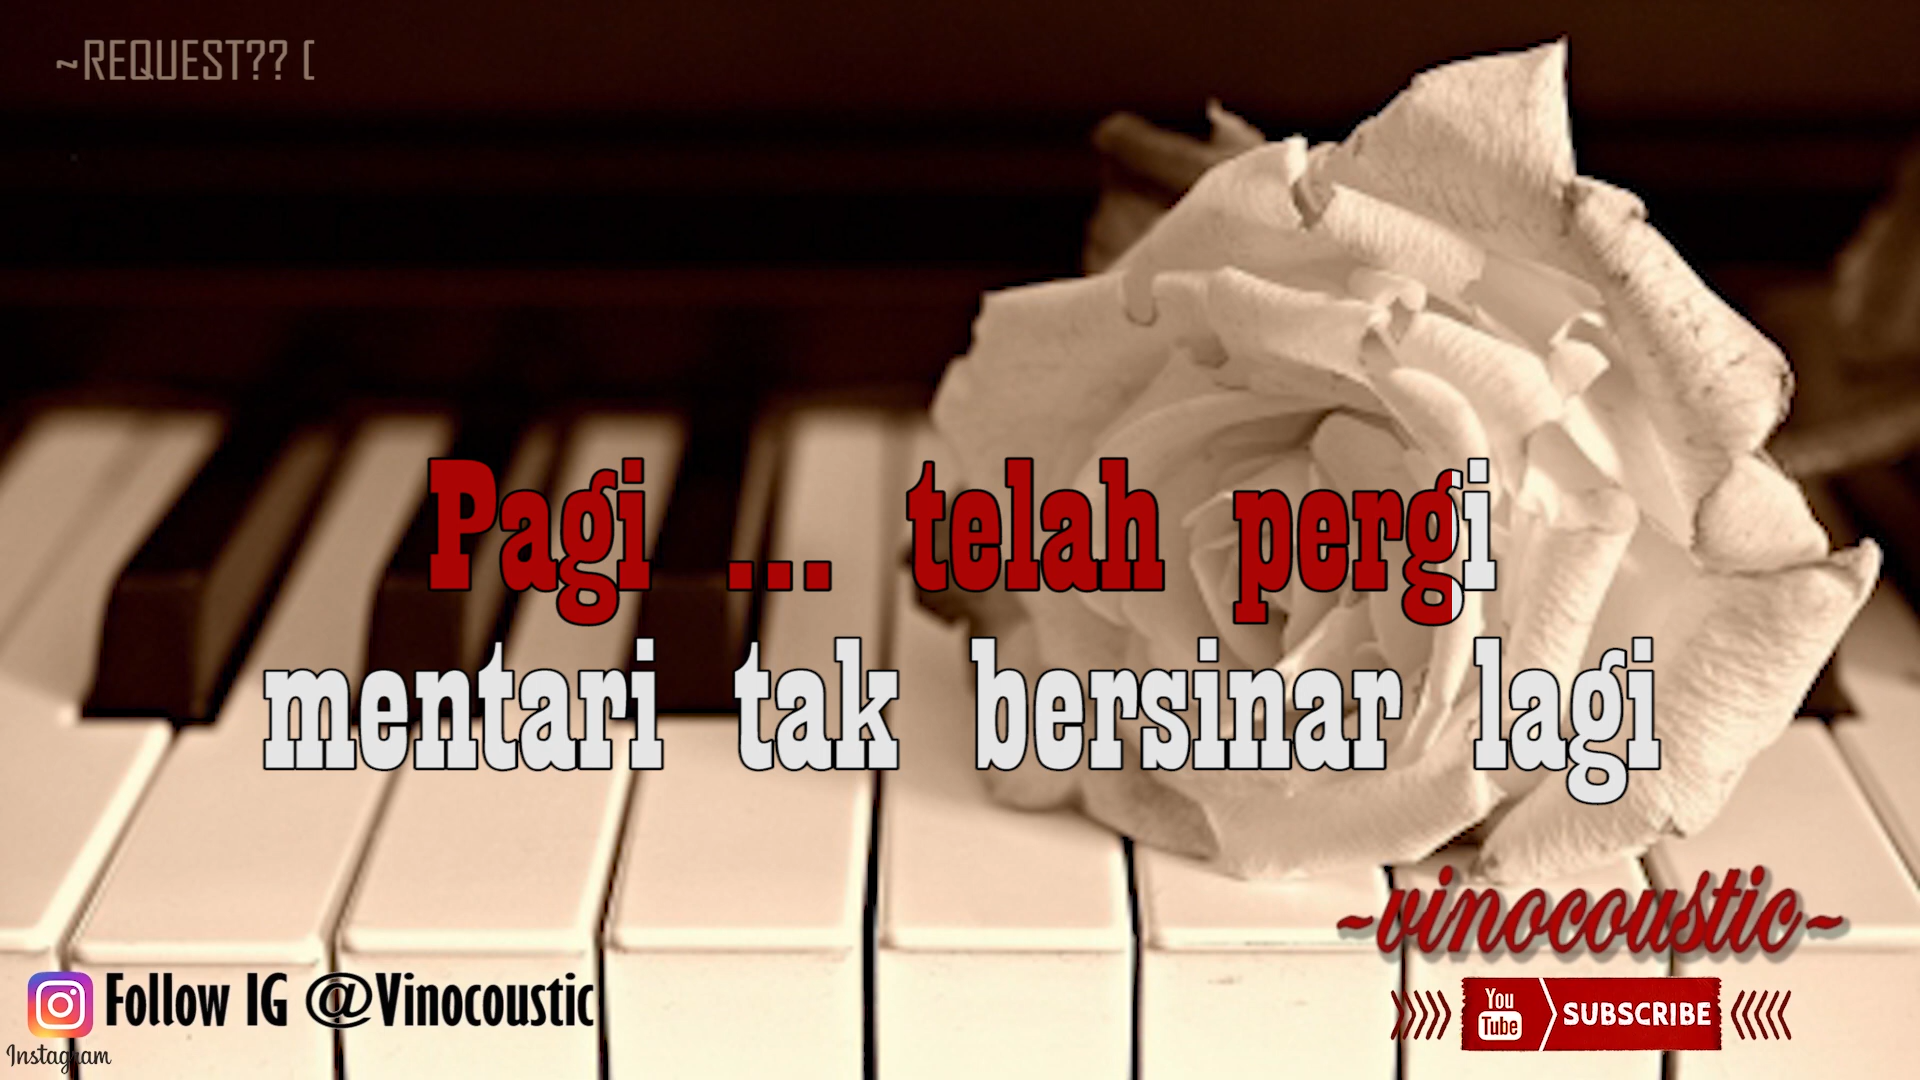 ~REQUEST?? (
Pagi ... telah pergi
mentari tak bersinar lagi
~vinocoustic~
Follow IG @Vinocoustic
Instagram
You Tube SUBSCRIBE